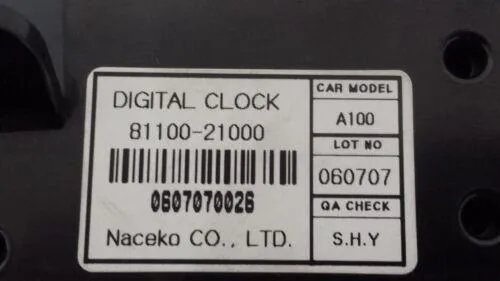 DIGITAL CLOCK
81100-21000
0607070026
Naceko CO., LTD.
CAR MODEL
A100
LOT NO
060707
QA CHECK
S.H.Y